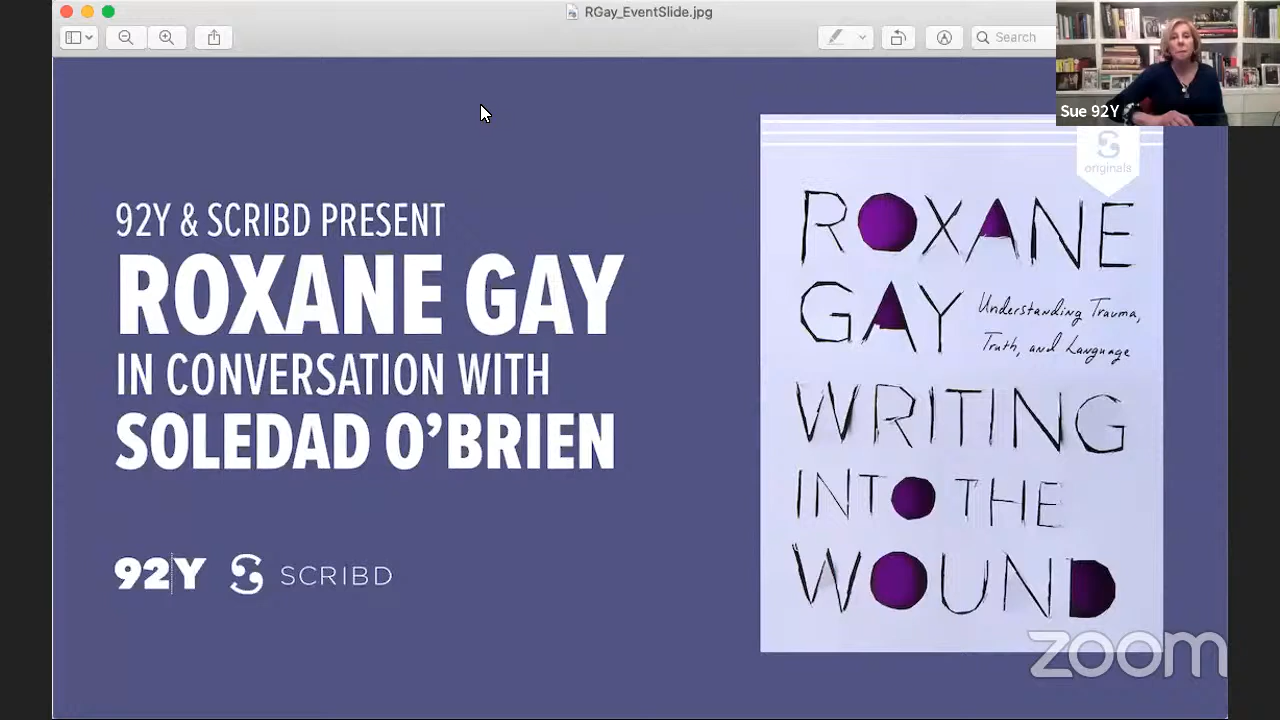 RGay_EventSlide.jpg
Search
Sue 92Y
92Y & SCRIBD PRESENT
ROXANE GAY
IN CONVERSATION WITH
SOLEDAD O’BRIEN
92Y SCRIBD
originals
ROXANE
GAY
Understanding Trauma,
Truth, and Language
WRITING
INTO THE
WOUND
zoom